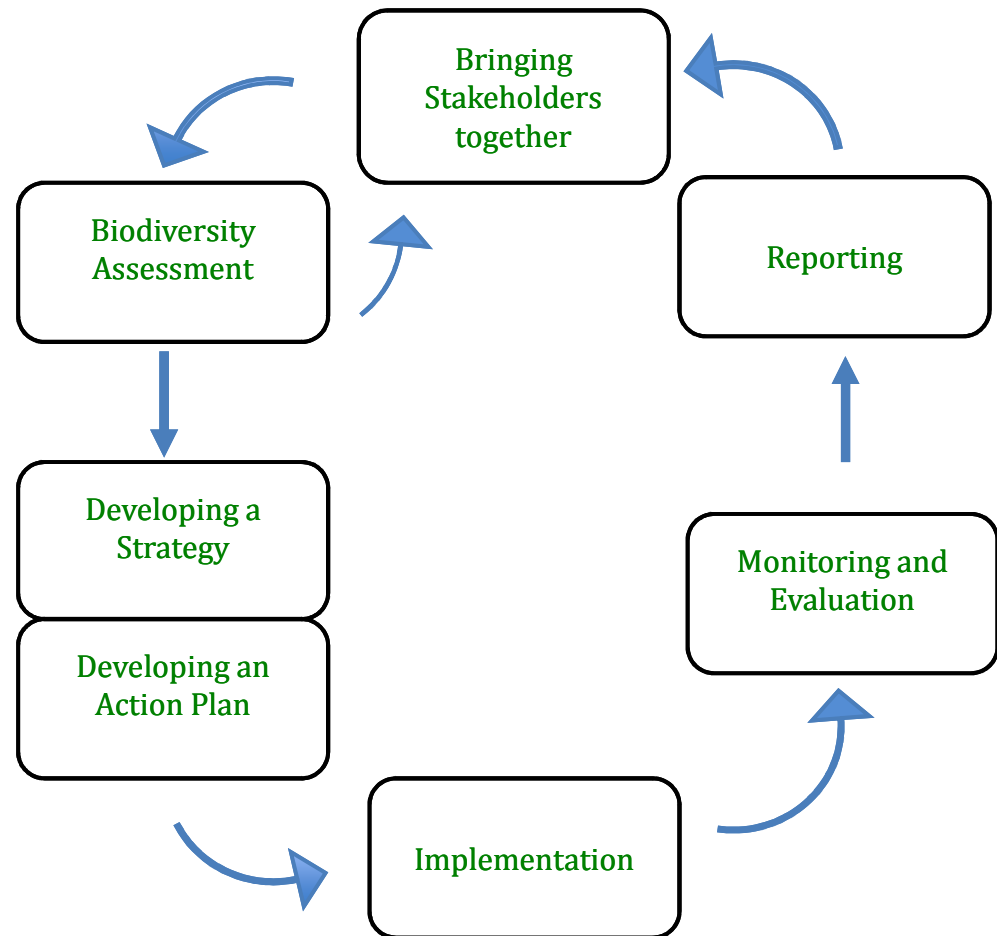 Bringing
Stakeholders
together
Biodiversity
Assessment
Reporting
Developing a
Strategy
Monitoring and
Evaluation
Developing an
Action Plan
Implementation